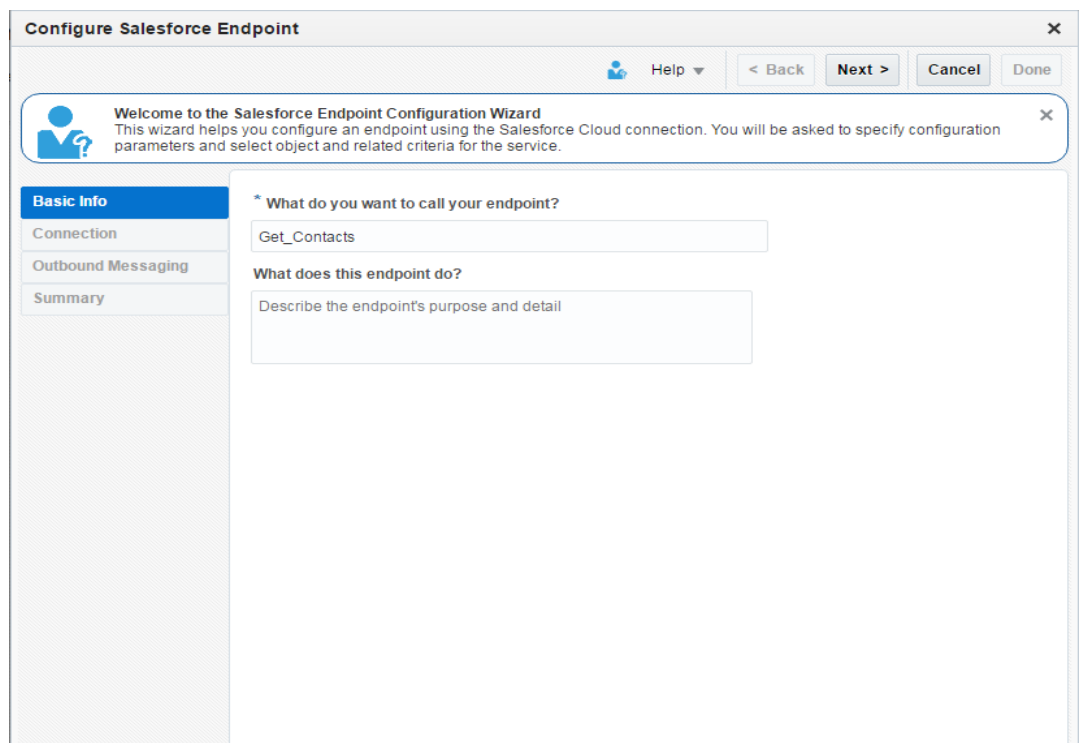 Configure Salesforce Endpoint ×
Help < Back Next > Cancel Done
Welcome to the Salesforce Endpoint Configuration Wizard ×
This wizard helps you configure an endpoint using the Salesforce Cloud connection. You will be asked to specify configuration
parameters and select object and related criteria for the service.
Basic Info
Connection
Outbound Messaging
Summary
* What do you want to call your endpoint?
Get_Contacts
What does this endpoint do?
Describe the endpoint's purpose and detail